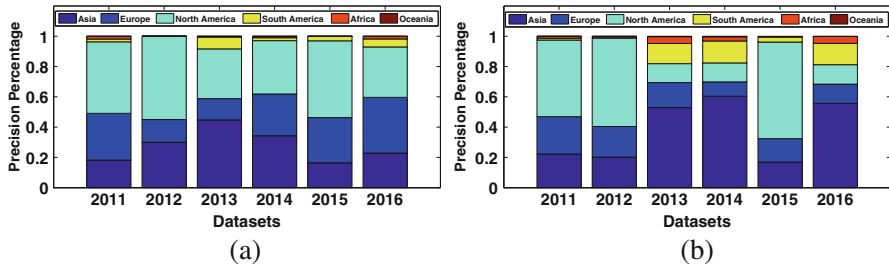 Asia Europe North America South America Africa Oceania
Precision Percentage
1
0.8
0.6
0.4
0.2
0
2011 2012 2013 2014 2015 2016
Datasets
(a)
Asia Europe North America South America Africa Oceania
Precision Percentage
1
0.8
0.6
0.4
0.2
0
2011 2012 2013 2014 2015 2016
Datasets
(b)